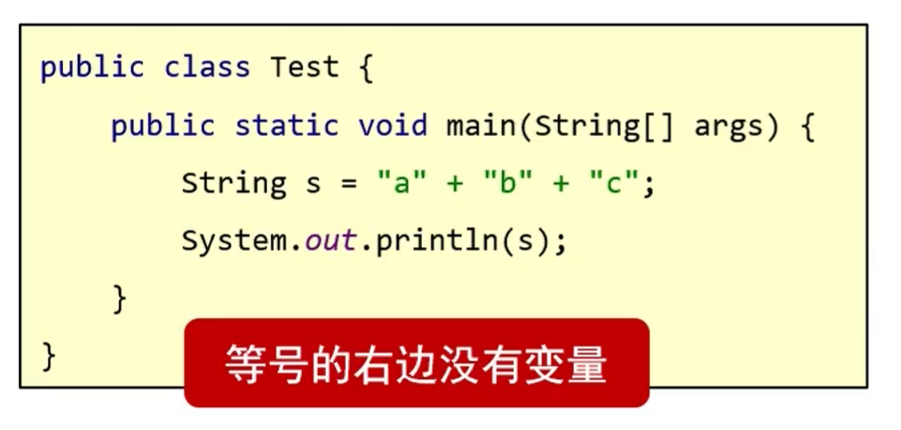 public class Test {
public static void main(String[] args) {
String s = "a" + "b" + "c";
System.out.println(s);
}
}
等号的右边没有变量